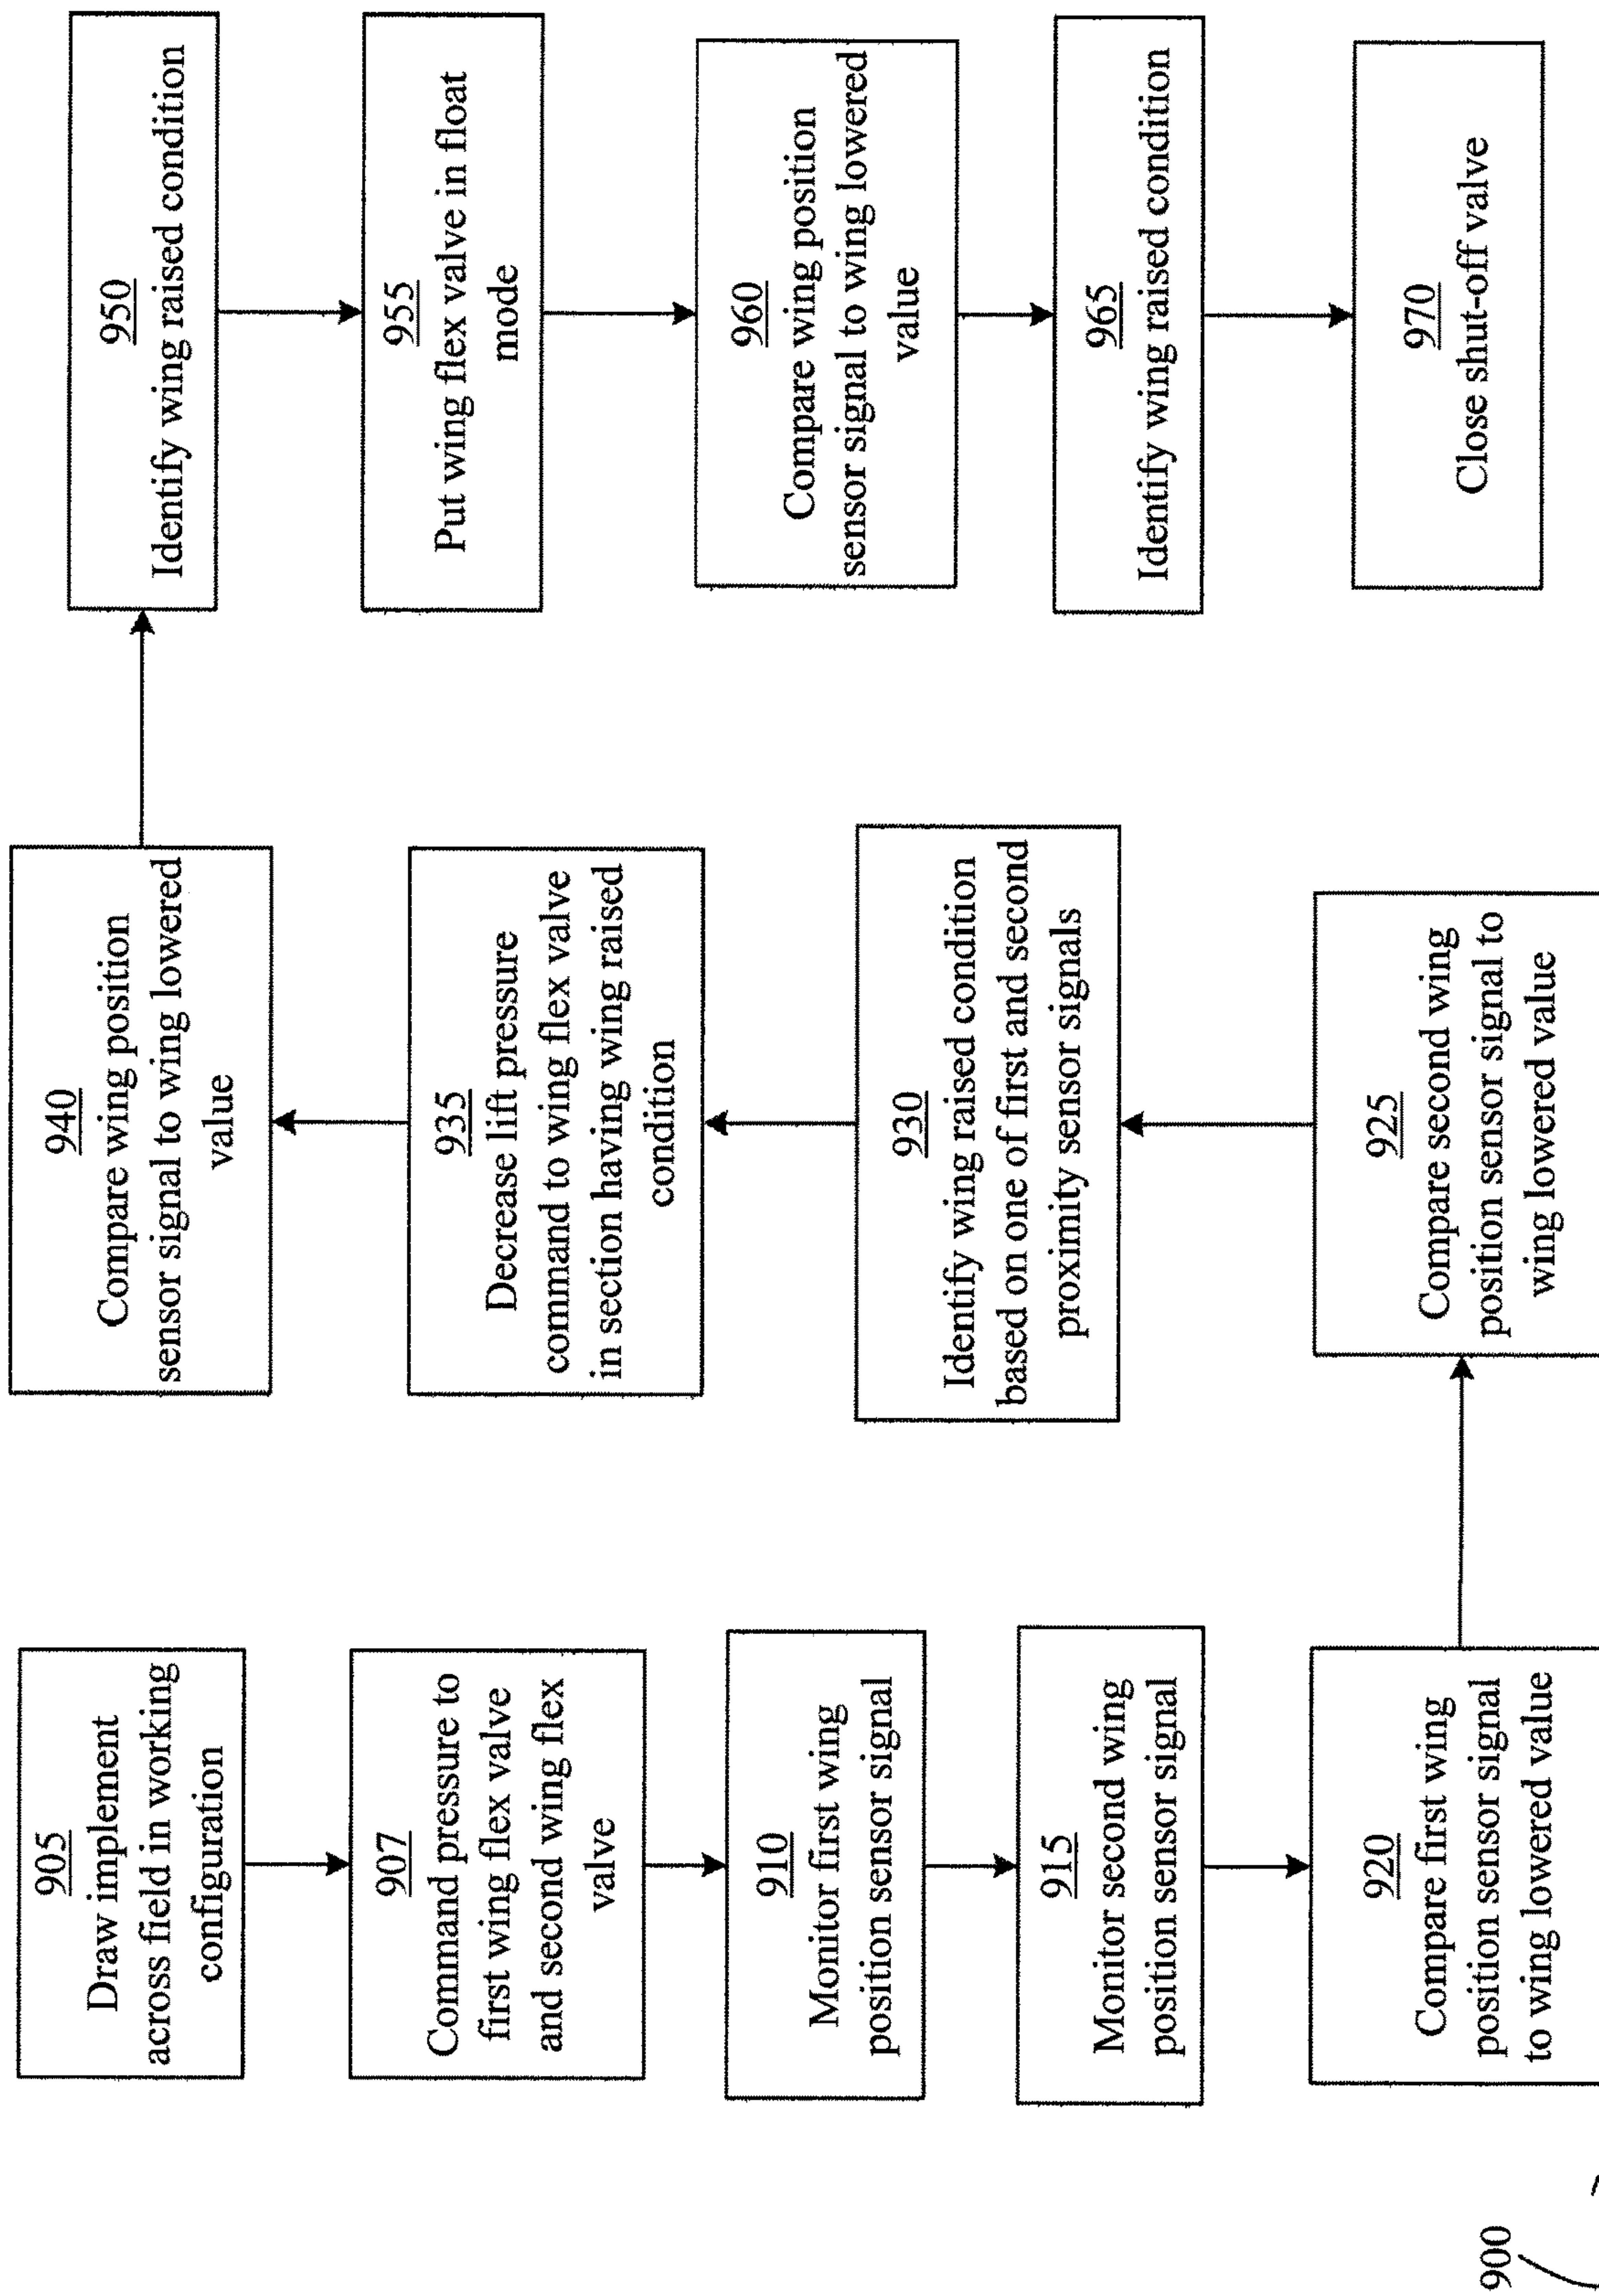 905
Draw implement
across field in working
configuration
907
Command pressure to
first wing flex valve
and second wing flex
valve
910
Monitor first wing
position sensor signal
915
Monitor second wing
position sensor signal
920
Compare first wing
position sensor signal
to wing lowered value
925
Compare second wing
position sensor signal to
wing lowered value
930
Identify wing raised condition
based on one of first and second
proximity sensor signals
935
Decrease lift pressure
command to wing flex valve
in section having wing raised
condition
940
Compare wing position
sensor signal to wing lowered
value
950
Identify wing raised condition
955
Put wing flex valve in float
mode
960
Compare wing position
sensor signal to wing lowered
value
965
Identify wing raised condition
970
Close shut-off valve
900